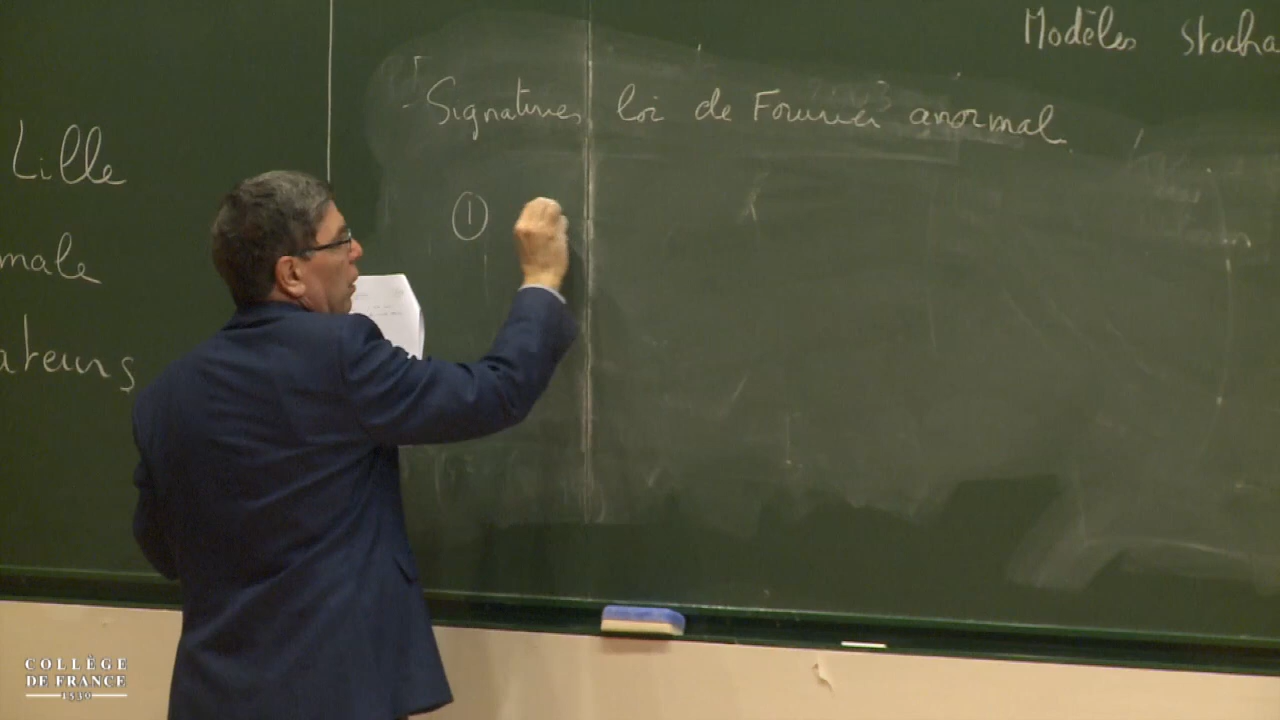 Lille
male
ateurs
Signatures loi de Fourier anormal
①
Modèles stocha
COLLÈGE
DE FRANCE
1530